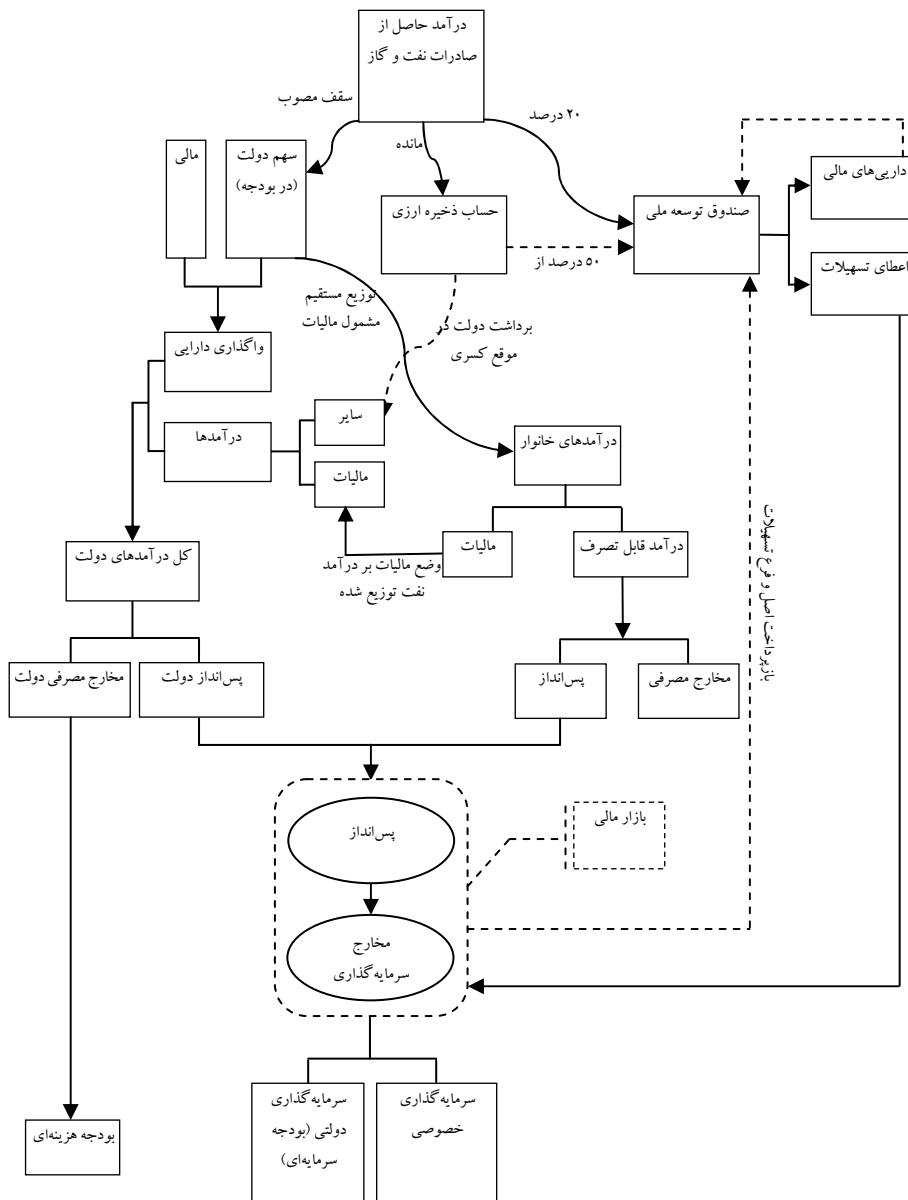 درآمد حاصل از
صادرات نفت و گاز
سقف مصوب
مانده
۲۰ درصد
مالی
سهم دولت
(در بودجه)
حساب ذخیره ارزی
صندوق توسعه ملی
داریی‌های مالی
اعطای تسهیلات
۵۰ درصد از
توزیع مستقیم
مشمول مالیات
برداشت دولت در
موقع کسری
واگذاری دارایی
درآمدها
سایر
مالیات
درآمدهای خانوار
مالیات
درآمد قابل تصرف
وضع مالیات بر درآمد
نفت توزیع شده
کل درآمدهای دولت
بازپرداخت اصل و فرع تسهیلات
مخارج مصرفی دولت
پس‌انداز دولت
پس‌انداز
مخارج مصرفی
پس‌انداز
بازار مالی
مخارج
سرمایه‌گذاری
سرمایه‌گذاری
دولتی (بودجه
سرمایه‌ای)
سرمایه‌گذاری
خصوصی
بودجه هزینه‌ای